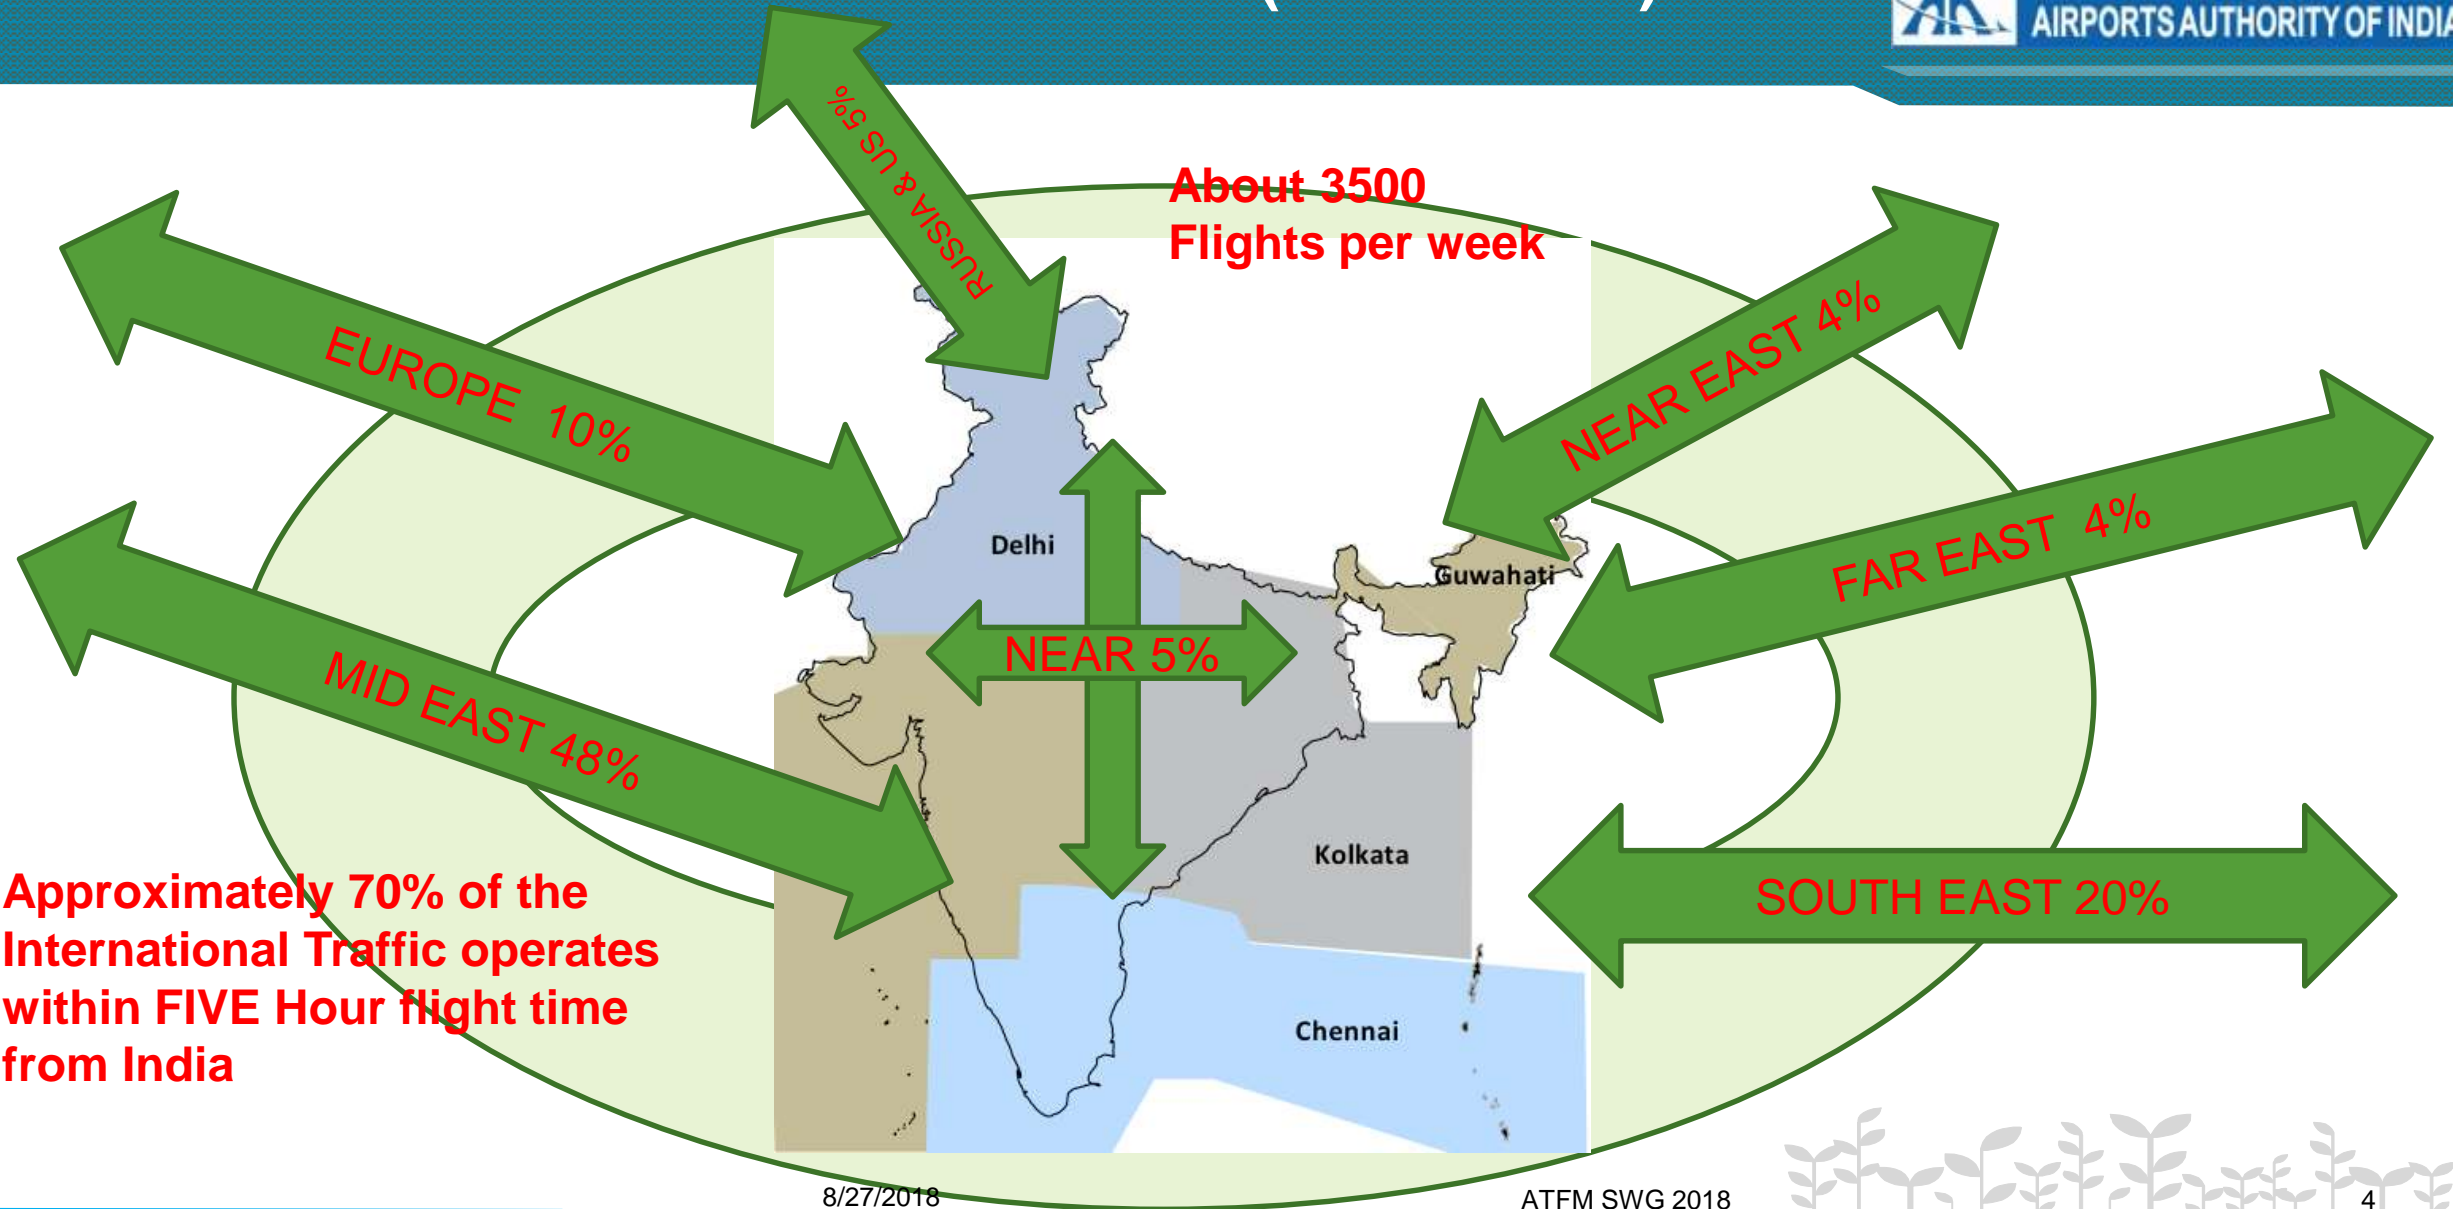 AIRPORTS AUTHORITY OF INDIA
RUSSIA & US 5%
About 3500
Flights per week
EUROPE 10%
NEAR EAST 4%
FAR EAST 4%
Delhi
Guwahati
NEAR 5%
MID EAST 48%
Kolkata
SOUTH EAST 20%
Approximately 70% of the
International Traffic operates
within FIVE Hour flight time
from India
Chennai
8/27/2018
ATFM SWG 2018
4